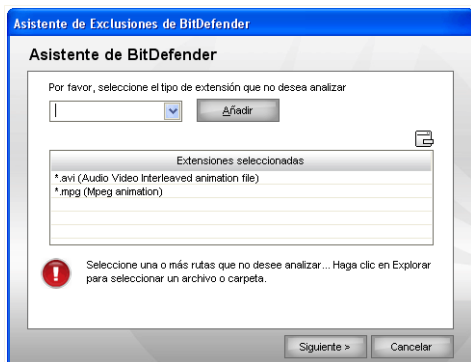 Asistente de Exclusiones de BitDefender
Asistente de BitDefender
Por favor, seleccione el tipo de extensión que no desea analizar
Añadir
Extensiones seleccionadas
*.avi (Audio Video Interleaved animation file)
*.mpg (Mpeg animation)
Seleccione una o más rutas que no desee analizar... Haga clic en Explorar
para seleccionar un archivo o carpeta.
Siguiente > Cancelar